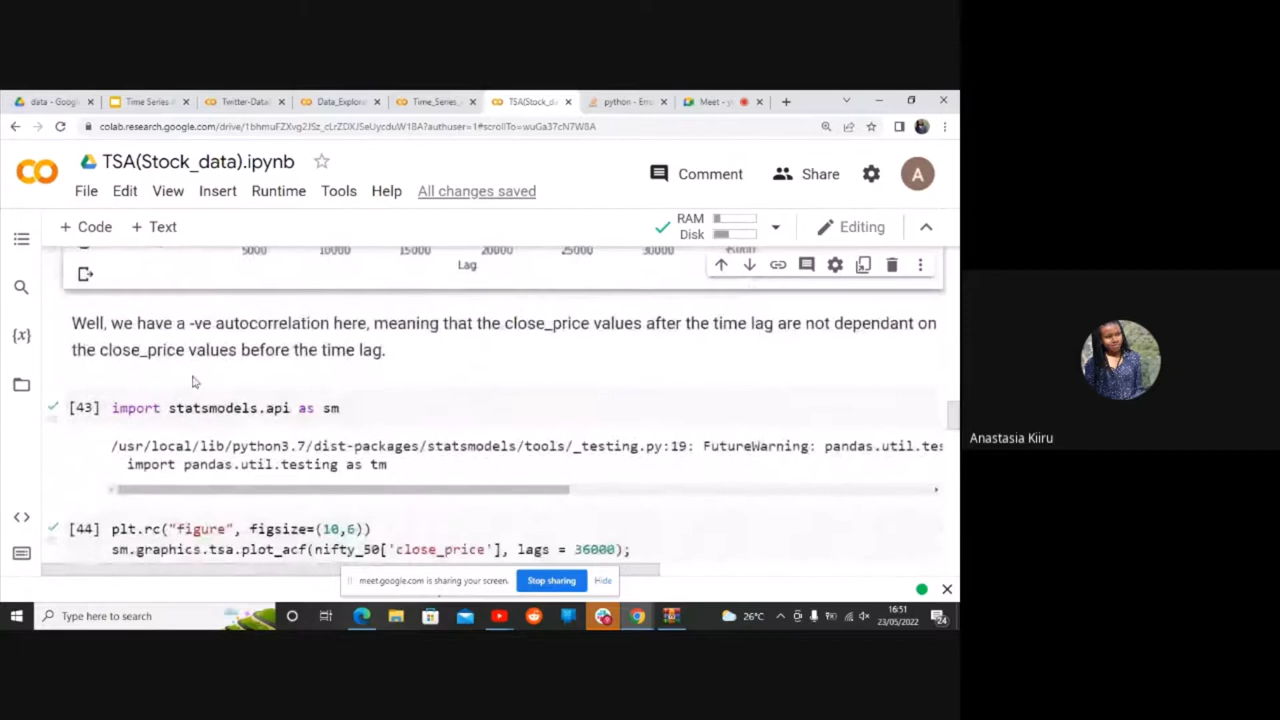 data - Googl
Time Series A
Twitter-Data
Data_Explora
Time_Series_
TSA(Stock_da
python - Erro
Meet - y
colab.research.google.com/drive/1bhmuFZXvg2JSz_cLrZDXJSeUycduW18A?authuser=1#scrollTo=wuGa37cN7W8A
TSA(Stock_data).ipynb
Comment
Share
A
File Edit View Insert Runtime Tools Help All changes saved
+ Code + Text
RAM
Disk
Editing
5000 10000 15000 20000 25000 30000 35000
Lag
Well, we have a -ve autocorrelation here, meaning that the close_price values after the time lag are not dependant on
the close_price values before the time lag.
[43] import statsmodels.api as sm
/usr/local/lib/python3.7/dist-packages/statsmodels/tools/_testing.py:19: FutureWarning: pandas.util.tes
import pandas.util.testing as tm
[44] plt.rc("figure", figsize=(10,6))
sm.graphics.tsa.plot_acf(nifty_50['close_price'], lags = 36000);
meet.google.com is sharing your screen.
Stop sharing
Hide
Type here to search
26°C
16:51
23/05/2022
24
Anastasia Kiiru